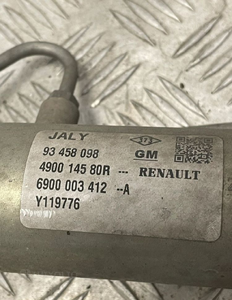 JALY
93 458 098 GM
4900 145 80R --- RENAULT
6900 003 412 --A
Y119776